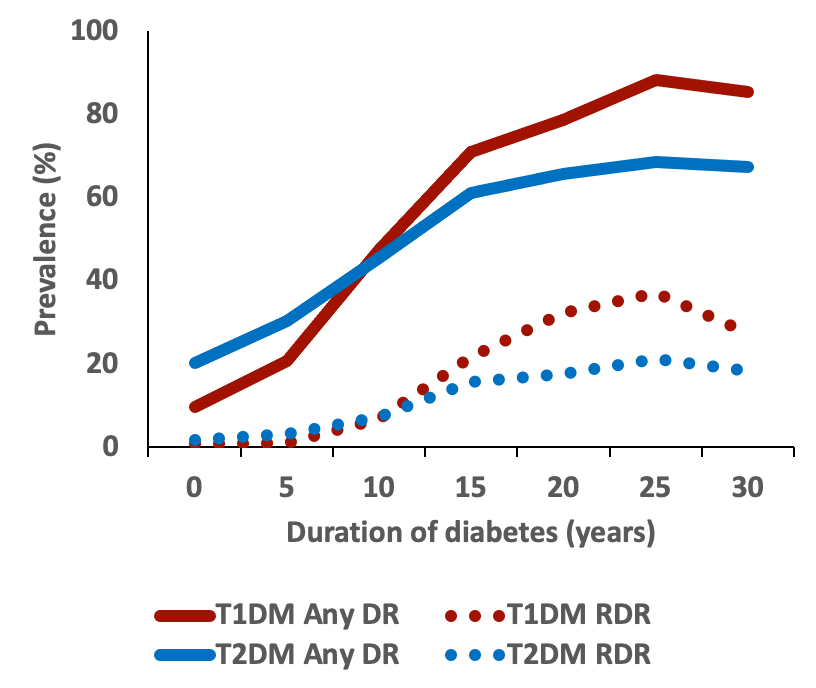 100
80
60
40
20
0
Prevalence (%)
0 5 10 15 20 25 30
Duration of diabetes (years)
T1DM Any DR T1DM RDR
T2DM Any DR T2DM RDR